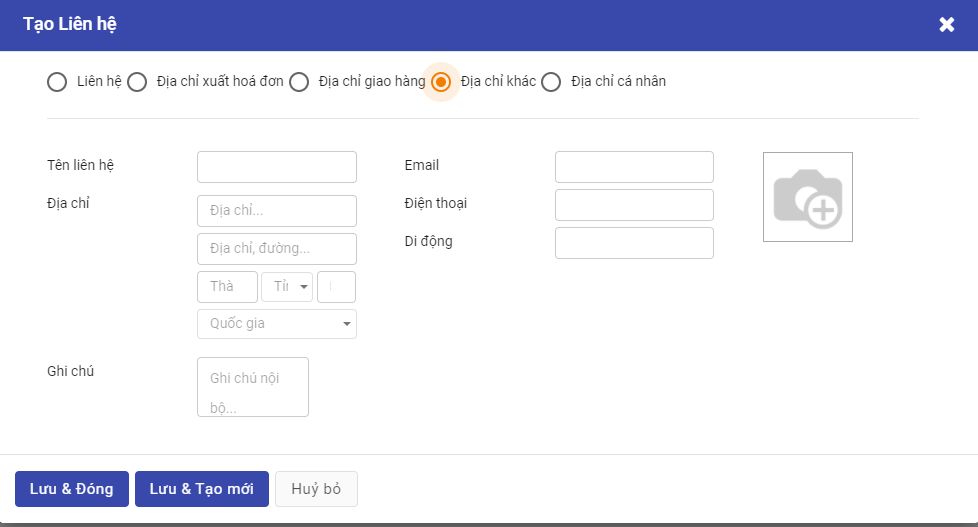 Tạo Liên hệ
Liên hệ Địa chỉ xuất hoá đơn Địa chỉ giao hàng Địa chỉ khác Địa chỉ cá nhân
Tên liên hệ Email
Địa chỉ Địa chỉ... Điện thoại
Địa chỉ, đường... Di động
Thà Tỉr
Quốc gia
Ghi chú Ghi chú nội
bộ...
Lưu & Đóng Lưu & Tạo mới Huỷ bỏ